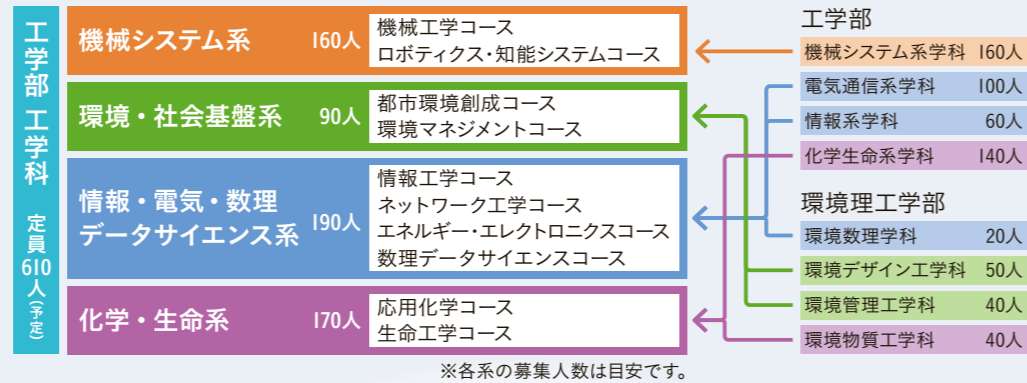 工学部 工学科 定員610人(予定)
機械システム系 160人
機械工学コース
ロボティクス・知能システムコース
環境・社会基盤系 90人
都市環境創成コース
環境マネジメントコース
情報・電気・数理
データサイエンス系 190人
情報工学コース
ネットワーク工学コース
エネルギー・エレクトロニクスコース
数理データサイエンスコース
化学・生命系 170人
応用化学コース
生命工学コース
※各系の募集人数は目安です。
工学部
機械システム系学科 160人
電気通信系学科 100人
情報系学科 60人
化学生命系学科 140人
環境理工学部
環境数理学科 20人
環境デザイン工学科 50人
環境管理工学科 40人
環境物質工学科 40人